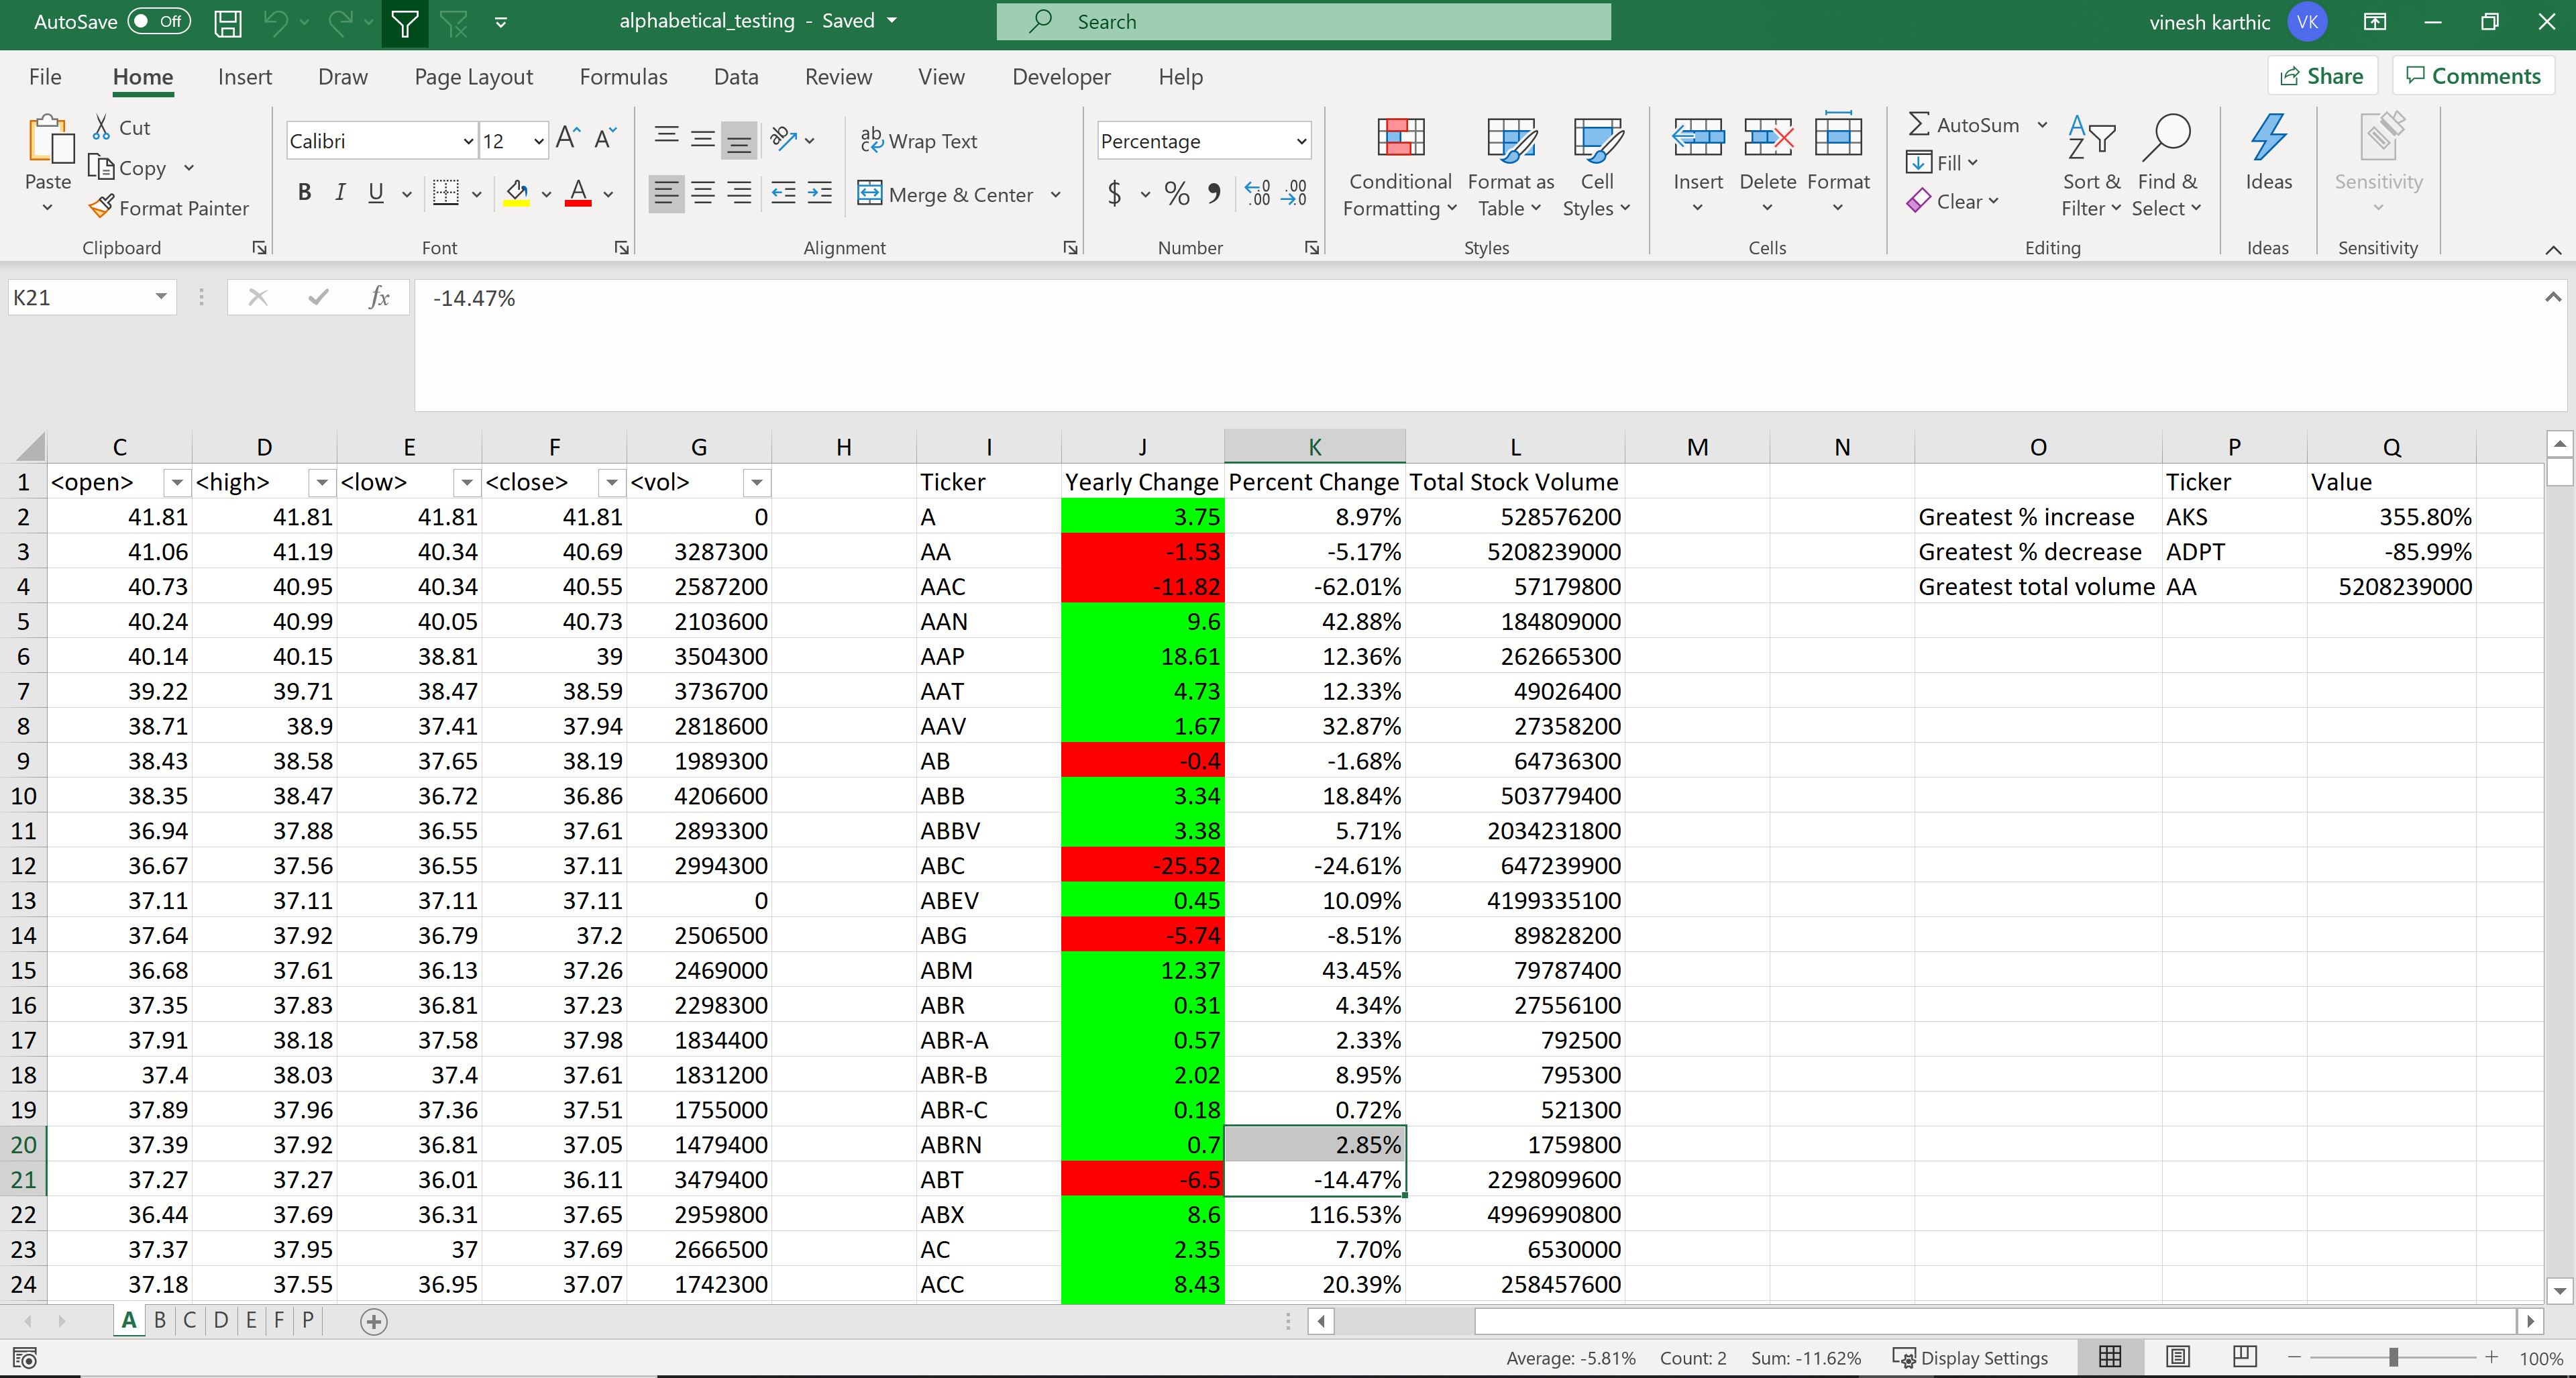 AutoSave Off alphabetical_testing - Saved Search vinesh karthic VK
File Home Insert Draw Page Layout Formulas Data Review View Developer Help Share Comments
Paste Cut Copy Format Painter Clipboard
Calibri 12 A A B I U A Font
ab Wrap Text Merge & Center Alignment
Percentage $ % , Number
Conditional Formatting Format as Table Cell Styles Styles
Insert Delete Format Cells
AutoSum Fill Clear Sort & Filter Find & Select Editing
Ideas Ideas
Sensitivity Sensitivity
K21 fx -14.47%
C D E F G H I J K L M N O P Q
1 <open> <high> <low> <close> <vol> Ticker Yearly Change Percent Change Total Stock Volume Ticker Value
2 41.81 41.81 41.81 41.81 0 A 3.75 8.97% 528576200 Greatest % increase AKS 355.80%
3 41.06 41.19 40.34 40.69 3287300 AA -1.53 -5.17% 5208239000 Greatest % decrease ADPT -85.99%
4 40.73 40.95 40.34 40.55 2587200 AAC -11.82 -62.01% 57179800 Greatest total volume AA 5208239000
5 40.24 40.99 40.05 40.73 2103600 AAN 9.6 42.88% 184809000
6 40.14 40.15 38.81 39 3504300 AAP 18.61 12.36% 262665300
7 39.22 39.71 38.47 38.59 3736700 AAT 4.73 12.33% 49026400
8 38.71 38.9 37.41 37.94 2818600 AAV 1.67 32.87% 27358200
9 38.43 38.58 37.65 38.19 1989300 AB -0.4 -1.68% 64736300
10 38.35 38.47 36.72 36.86 4206600 ABB 3.34 18.84% 503779400
11 36.94 37.88 36.55 37.61 2893300 ABBV 3.38 5.71% 2034231800
12 36.67 37.56 36.55 37.11 2994300 ABC -25.52 -24.61% 647239900
13 37.11 37.11 37.11 37.11 0 ABEV 0.45 10.09% 4199335100
14 37.64 37.92 36.79 37.2 2506500 ABG -5.74 -8.51% 89828200
15 36.68 37.61 36.13 37.26 2469000 ABM 12.37 43.45% 79787400
16 37.35 37.83 36.81 37.23 2298300 ABR 0.31 4.34% 27556100
17 37.91 38.18 37.58 37.98 1834400 ABR-A 0.57 2.33% 792500
18 37.4 38.03 37.4 37.61 1831200 ABR-B 2.02 8.95% 795300
19 37.89 37.96 37.36 37.51 1755000 ABR-C 0.18 0.72% 521300
20 37.39 37.92 36.81 37.05 1479400 ABRN 0.7 2.85% 1759800
21 37.27 37.27 36.01 36.11 3479400 ABT -6.5 -14.47% 2298099600
22 36.44 37.69 36.31 37.65 2959800 ABX 8.6 116.53% 4996990800
23 37.37 37.95 37 37.69 2666500 AC 2.35 7.70% 6530000
24 37.18 37.55 36.95 37.07 1742300 ACC 8.43 20.39% 258457600
A B C D E F P
Average: -5.81% Count: 2 Sum: -11.62% Display Settings 100%